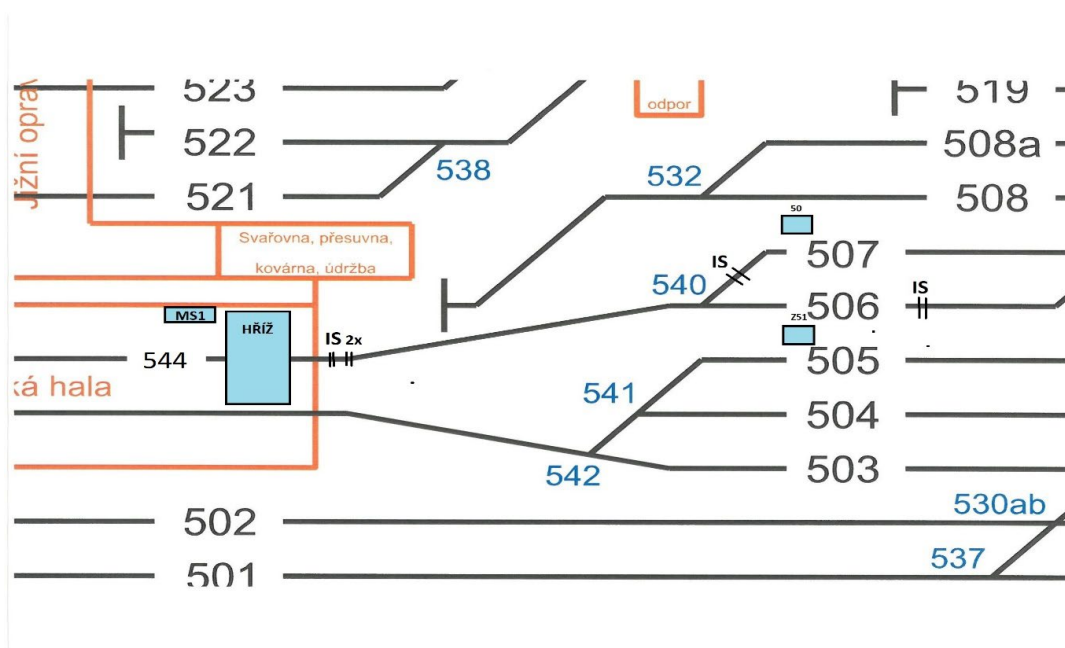 523
odpor
519
522
538
508a
Jižní oprav
521
532
508
50
Svařovna, přesuvna,
kovárna, údržba
507
IS
540
IS
506
MS1
HŘÍŽ
Z51
IS 2x
544
505
ká hala
541
504
542
503
502
530ab
501
537